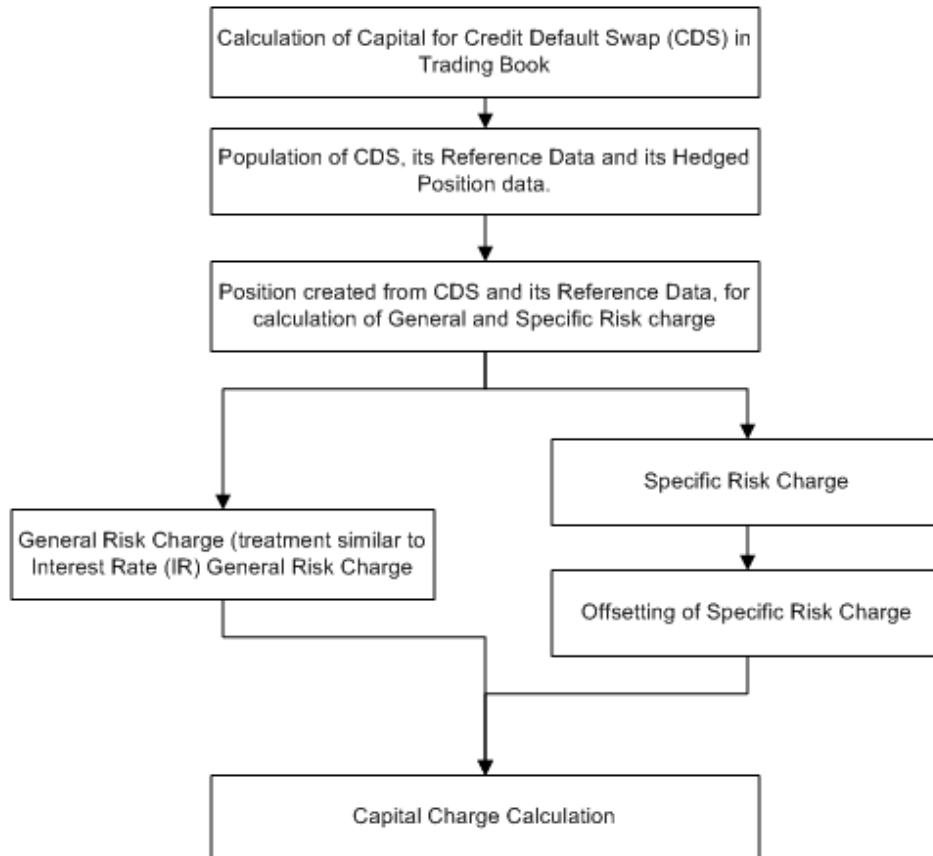 Calculation of Capital for Credit Default Swap (CDS) in
Trading Book
Population of CDS, its Reference Data and its Hedged
Position data.
Position created from CDS and its Reference Data, for
calculation of General and Specific Risk charge
Specific Risk Charge
General Risk Charge (treatment similar to
Interest Rate (IR) General Risk Charge
Offsetting of Specific Risk Charge
Capital Charge Calculation